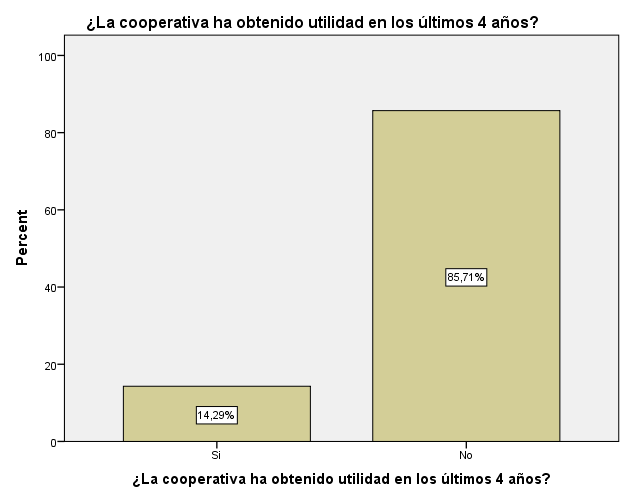 ¿La cooperativa ha obtenido utilidad en los últimos 4 años?
Percent
100
80
60
40
20
0
14,29%
85,71%
Si
No
¿La cooperativa ha obtenido utilidad en los últimos 4 años?